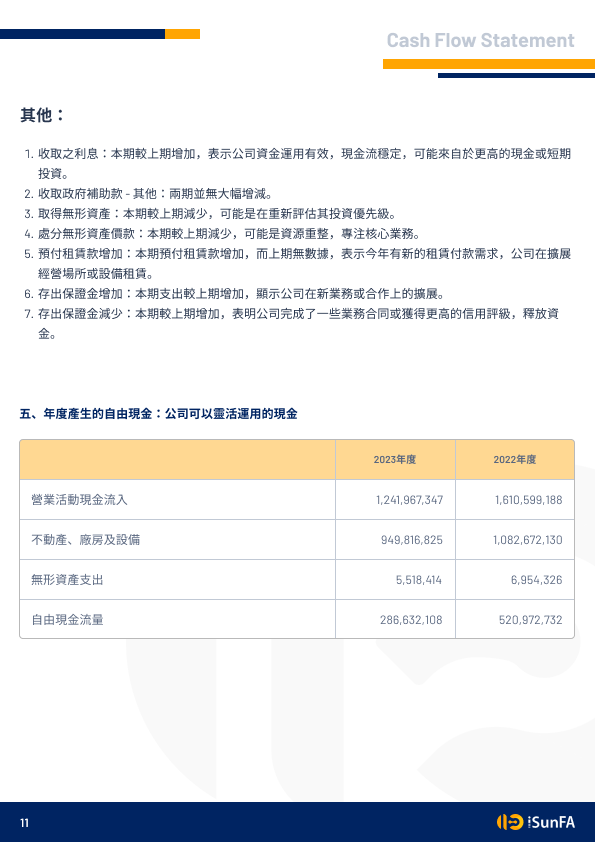 Cash Flow Statement
其他：
1. 收取之利息：本期較上期增加，表示公司資金運用有效，現金流穩定，可能來自於更高的現金或短期
投資。
2. 收取政府補助款 - 其他：兩期並無大幅增減。
3. 取得無形資產：本期較上期減少，可能是在重新評估其投資優先級。
4. 處分無形資產價款：本期較上期減少，可能是資源重整，專注核心業務。
5. 預付租賃款增加：本期預付租賃款增加，而上期無數據，表示今年有新的租賃付款需求，公司在擴展
經營場所或設備租賃。
6. 存出保證金增加：本期支出較上期增加，顯示公司在新業務或合作上的擴展。
7. 存出保證金減少：本期較上期增加，表明公司完成了一些業務合同或獲得更高的信用評級，釋放資
金。
五、年度產生的自由現金：公司可以靈活運用的現金
2023年度 2022年度
營業活動現金流入 1,241,967,347 1,610,599,188
不動產、廠房及設備 949,816,825 1,082,672,130
無形資產支出 5,518,414 6,954,326
自由現金流量 286,632,108 520,972,732
11 iSunFA